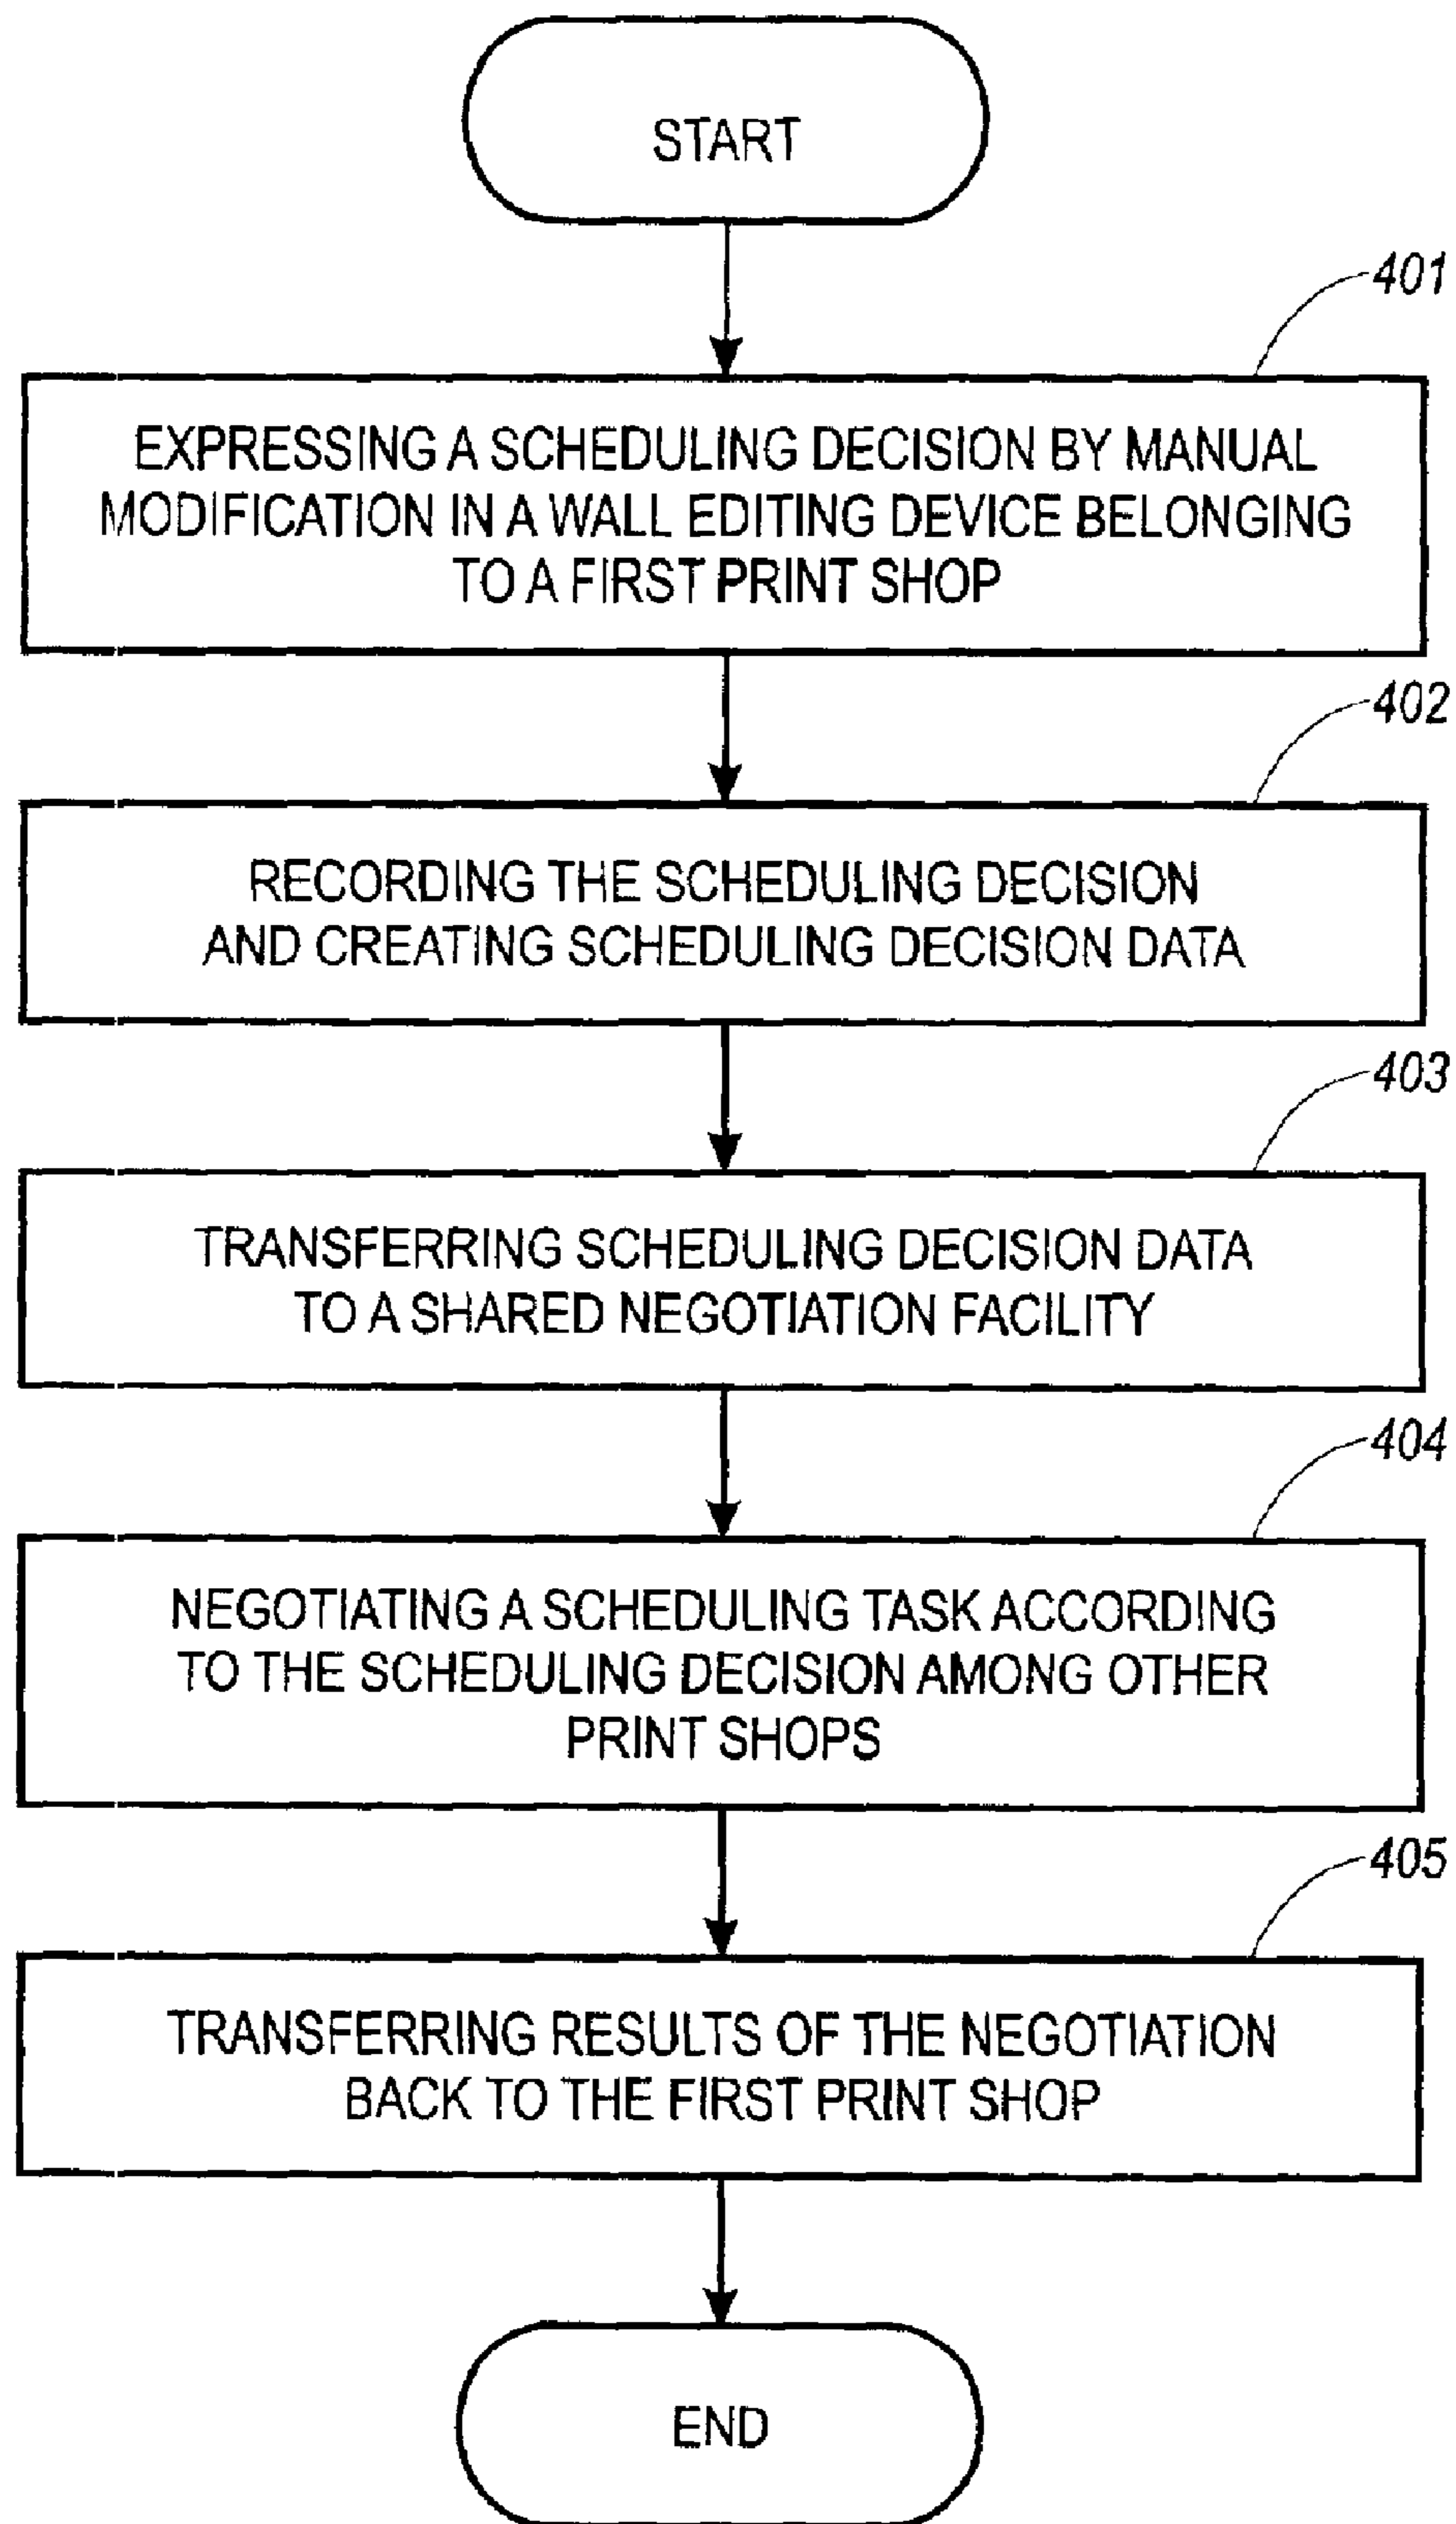 START
401
EXPRESSING A SCHEDULING DECISION BY MANUAL
MODIFICATION IN A WALL EDITING DEVICE BELONGING
TO A FIRST PRINT SHOP
402
RECORDING THE SCHEDULING DECISION
AND CREATING SCHEDULING DECISION DATA
403
TRANSFERRING SCHEDULING DECISION DATA
TO A SHARED NEGOTIATION FACILITY
404
NEGOTIATING A SCHEDULING TASK ACCORDING
TO THE SCHEDULING DECISION AMONG OTHER
PRINT SHOPS
405
TRANSFERRING RESULTS OF THE NEGOTIATION
BACK TO THE FIRST PRINT SHOP
END